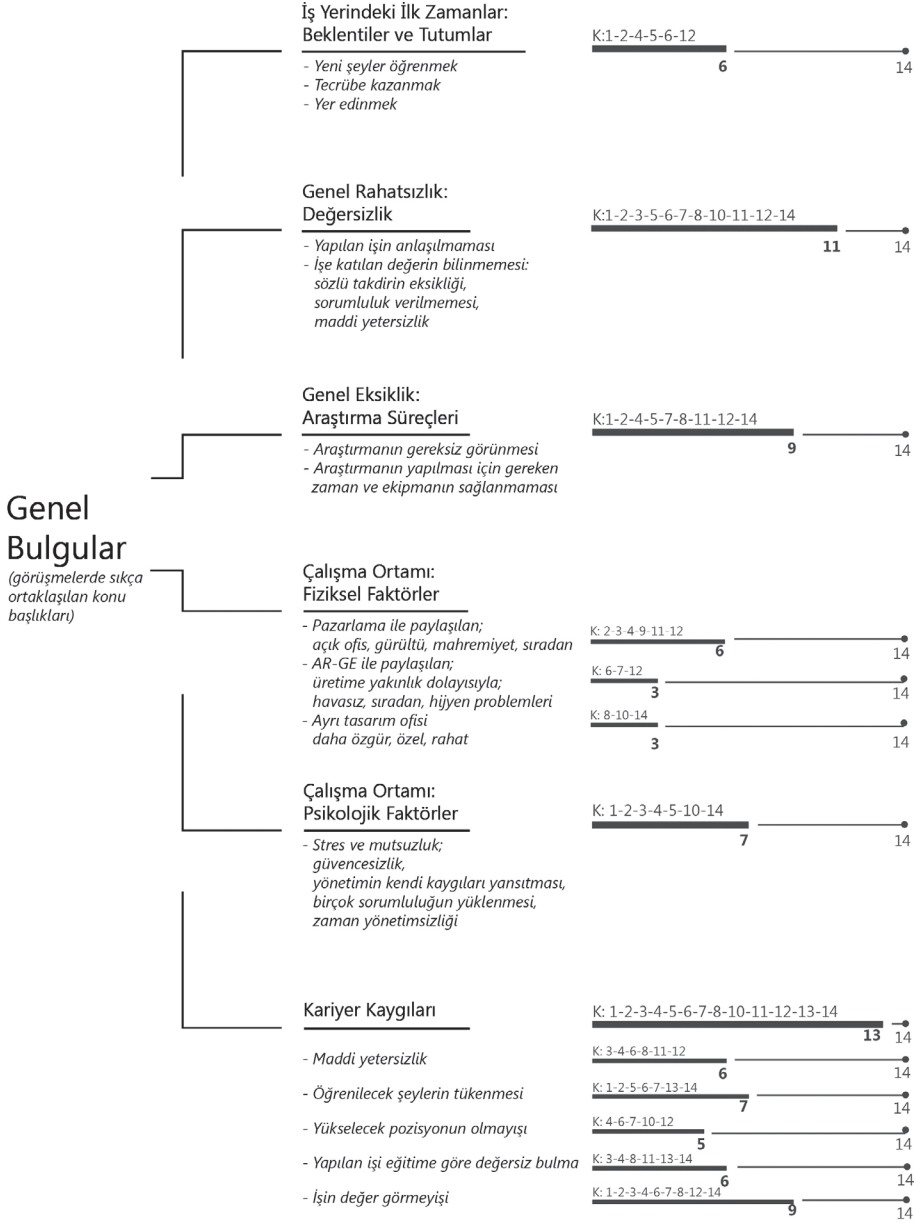 Genel
Bulgular
(görüşmelerde sıkça
ortaklaşılan konu
başlıkları)
İş Yerindeki İlk Zamanlar:
Beklentiler ve Tutumlar
- Yeni şeyler öğrenmek
- Tecrübe kazanmak
- Yer edinmek
K:1-2-4-5-6-12
6
14
Genel Rahatsızlık:
Değersizlik
- Yapılan işin anlaşılmaması
- İşe katılan değerin bilinmemesi:
sözlü takdirin eksikliği,
sorumluluk verilmemesi,
maddi yetersizlik
K:1-2-3-5-6-7-8-10-11-12-14
11
14
Genel Eksiklik:
Araştırma Süreçleri
- Araştırmanın gereksiz görünmesi
- Araştırmanın yapılması için gereken
zaman ve ekipmanın sağlanmaması
K:1-2-4-5-7-8-11-12-14
9
14
Çalışma Ortamı:
Fiziksel Faktörler
- Pazarlama ile paylaşılan;
açık ofis, gürültü, mahremiyet, sıradan
K: 2-3-4-9-11-12
6
14
- AR-GE ile paylaşılan;
üretime yakınlık dolayısıyla;
havasız, sıradan, hijyen problemleri
K: 6-7-12
3
14
- Ayrı tasarım ofisi
daha özgür, özel, rahat
K: 8-10-14
3
14
Çalışma Ortamı:
Psikolojik Faktörler
- Stres ve mutsuzluk;
güvencesizlik,
yönetimin kendi kaygıları yansıtması,
birçok sorumluluğun yüklenmesi,
zaman yönetimsizliği
K: 1-2-3-4-5-10-14
7
14
Kariyer Kaygıları
K: 1-2-3-4-5-6-7-8-10-11-12-13-14
13
14
- Maddi yetersizlik
K: 3-4-6-8-11-12
6
14
- Öğrenilecek şeylerin tükenmesi
K: 1-2-5-6-7-13-14
7
14
- Yükselecek pozisyonun olmayışı
K: 4-6-7-10-12
5
14
- Yapılan işi eğitime göre değersiz bulma
K: 3-4-8-11-13-14
6
14
- İşin değer görmeyişi
K: 1-2-3-4-6-7-8-12-14
9
14